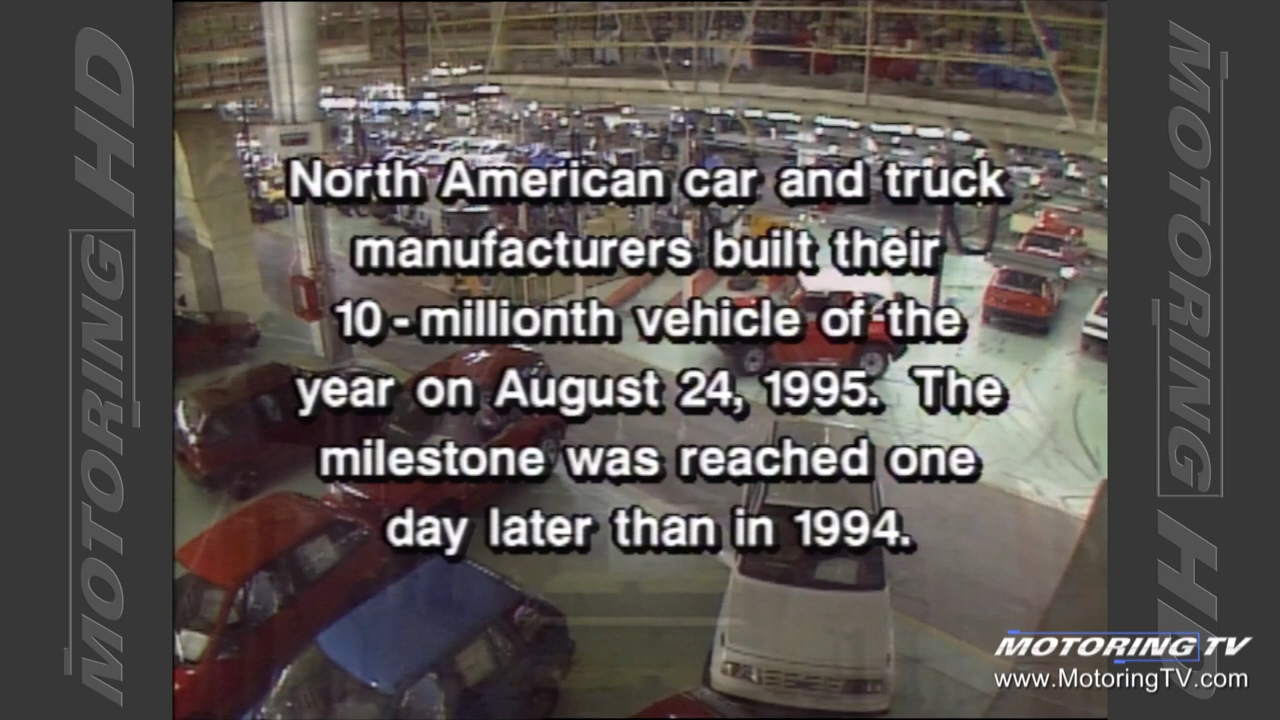 MOTORING HD
North American car and truck
manufacturers built their
10-millionth vehicle of the
year on August 24, 1995. The
milestone was reached one
day later than in 1994.
MOTORING HD
MOTORING TV
www.MotoringTV.com